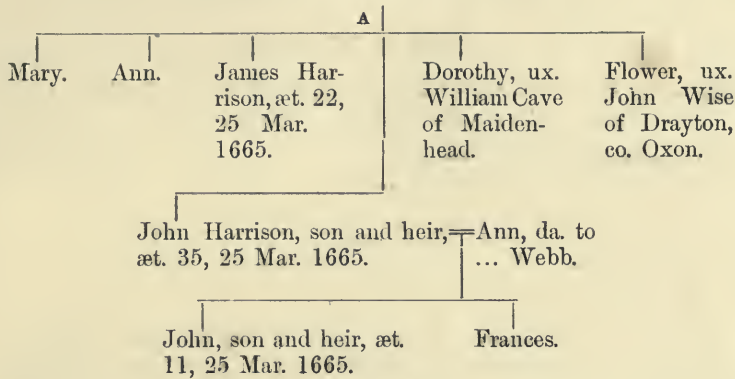 A
Mary. Ann. James Har- Dorothy, ux. Flower, ux.
rison, æt. 22, William Cave John Wise
25 Mar. of Maiden- of Drayton,
1665. head. co. Oxon.
John Harrison, son and heir, Ann, da. to
æt. 35, 25 Mar. 1665. ... Webb.
John, son and heir, æt. Frances.
11, 25 Mar. 1665.